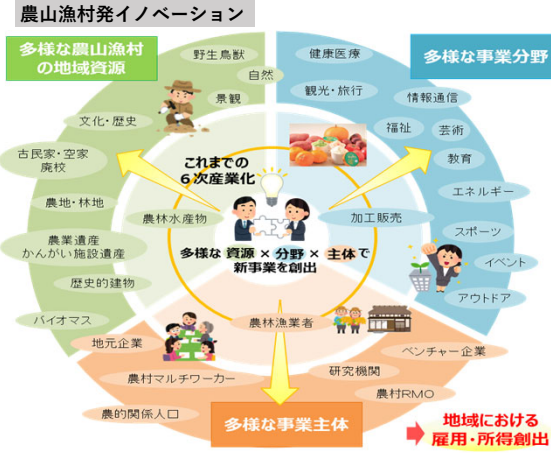 農山漁村発イノベーション
多様な農山漁村
の地域資源
多様な事業分野
野生鳥獣
自然
景観
文化・歴史
古民家・空家
廃校
農地・林地
農業遺産
かんがい施設遺産
歴史的建物
バイオマス
健康医療
観光・旅行
情報通信
福祉
芸術
教育
エネルギー
スポーツ
イベント
アウトドア
これまでの
6次産業化
農林水産物
加工販売
多様な 資源 × 分野 × 主体で
新事業を創出
農林漁業者
地元企業
農村マルチワーカー
農的関係人口
ベンチャー企業
研究機関
農村RMO
多様な事業主体
地域における
雇用・所得創出